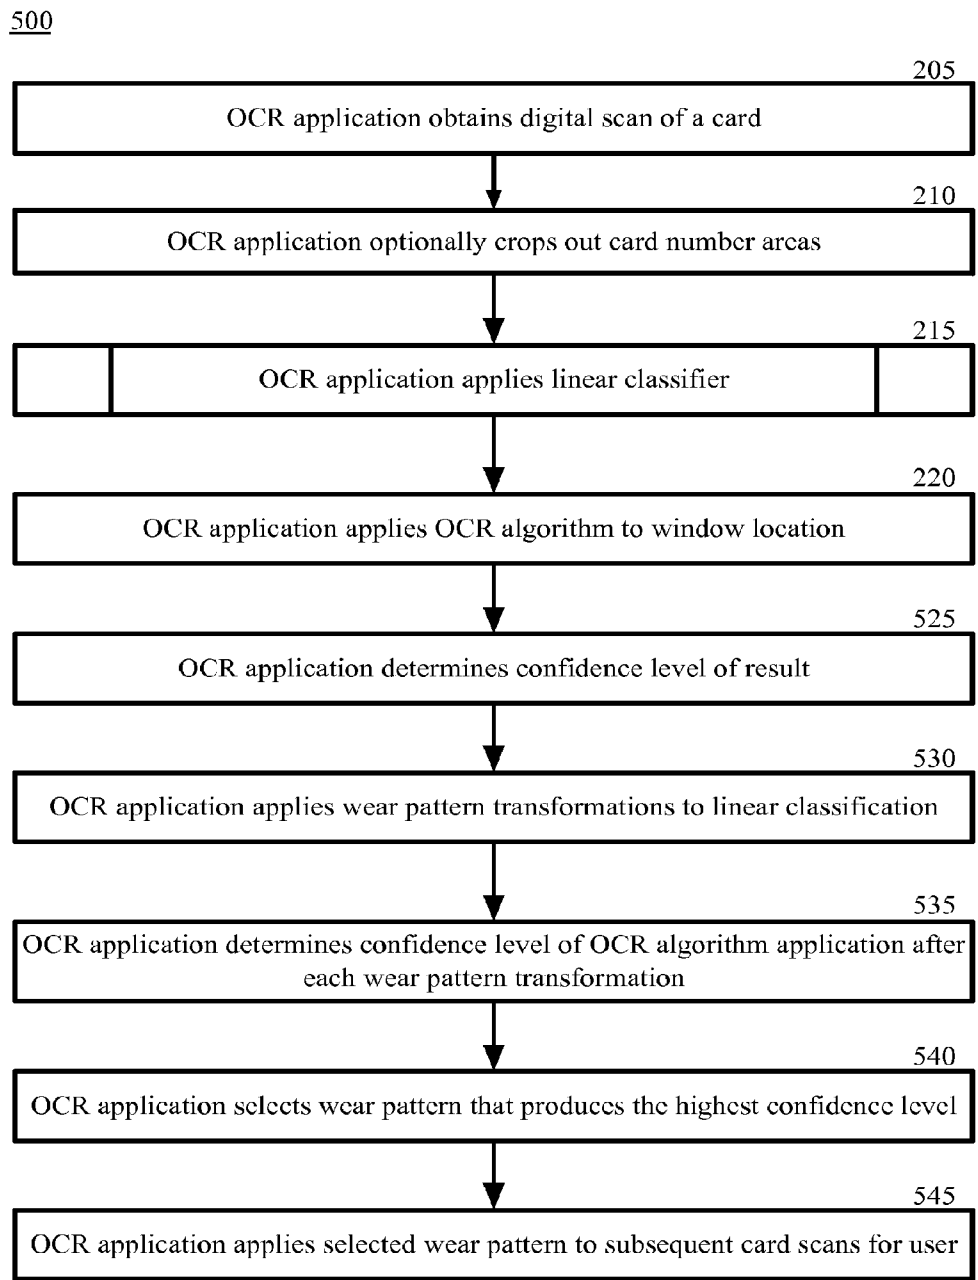 500
205
OCR application obtains digital scan of a card
210
OCR application optionally crops out card number areas
215
OCR application applies linear classifier
220
OCR application applies OCR algorithm to window location
525
OCR application determines confidence level of result
530
OCR application applies wear pattern transformations to linear classification
535
OCR application determines confidence level of OCR algorithm application after
each wear pattern transformation
540
OCR application selects wear pattern that produces the highest confidence level
545
OCR application applies selected wear pattern to subsequent card scans for user